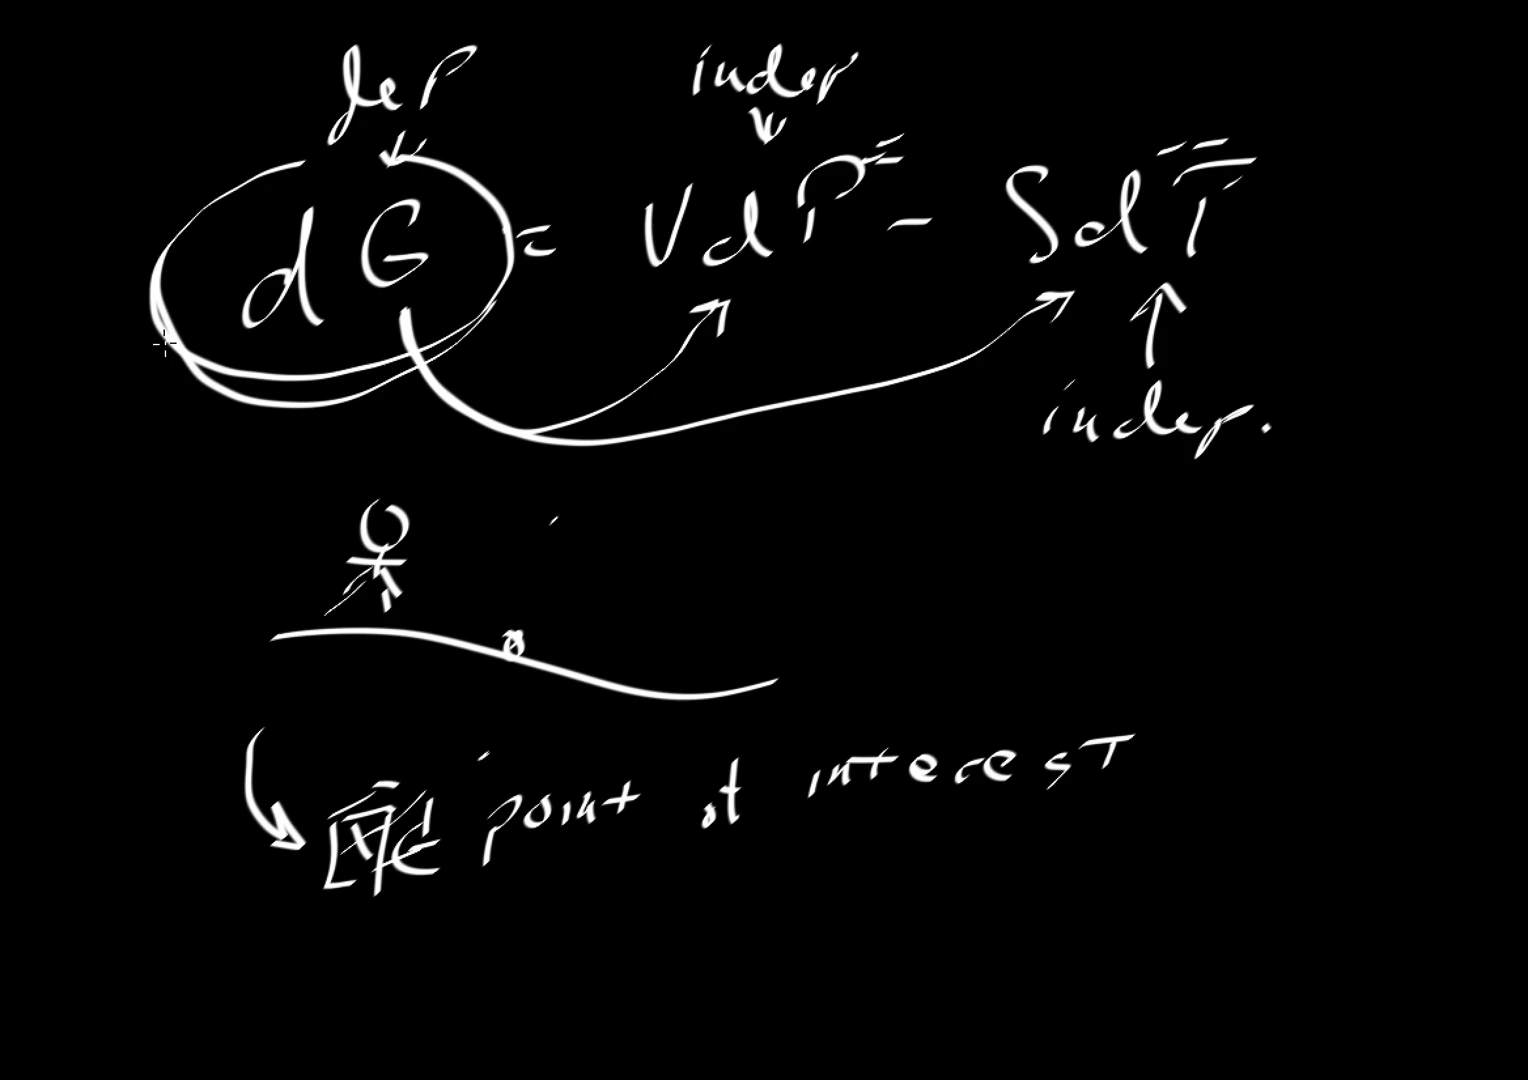 dep
indep
dG = VdP - SdT
indep.
point of interest